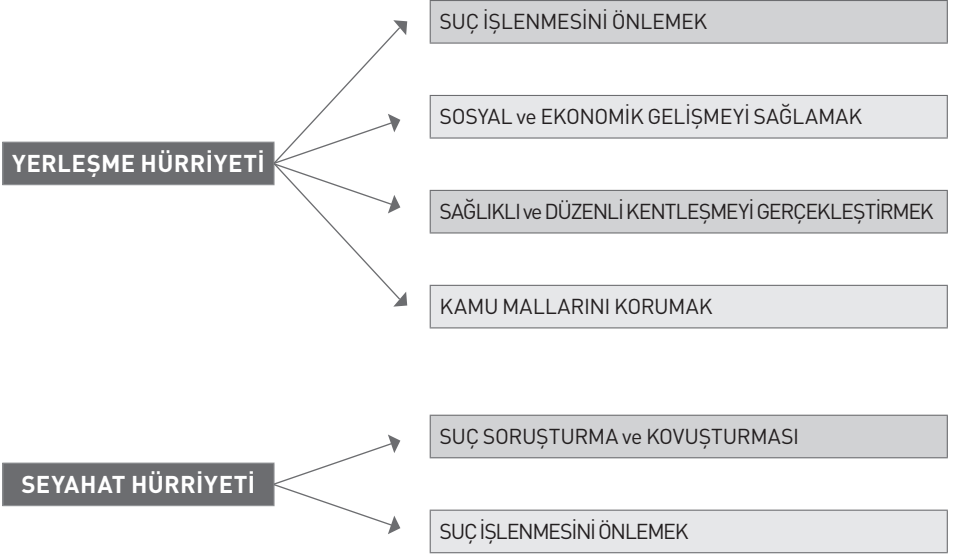 SUÇ İŞLENMESİNİ ÖNLEMEK
SOSYAL ve EKONOMİK GELİŞMEYİ SAĞLAMAK
YERLEŞME HÜRRİYETİ
SAĞLIKLI ve DÜZENLİ KENTLEŞMEYİ GERÇEKLEŞTİRMEK
KAMU MALLARINI KORUMAK
SUÇ SORUŞTURMA ve KOVUŞTURMASI
SEYAHAT HÜRRİYETİ
SUÇ İŞLENMESİNİ ÖNLEMEK